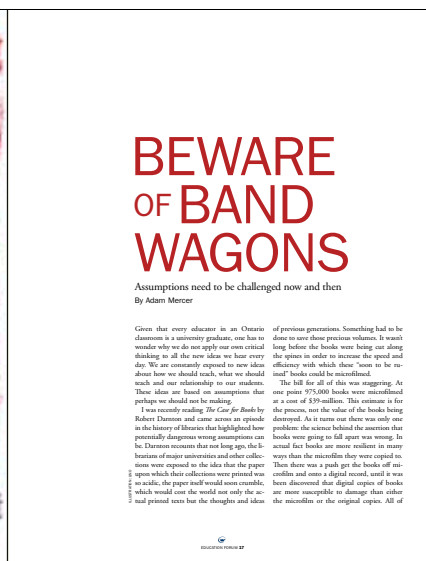 BEWARE
OF BAND
WAGONS
Assumptions need to be challenged now and then
By Adam Mercer
Given that every educator in an Ontario
classroom is a university graduate, one has to
wonder why we do not apply our own critical
thinking to all the new ideas we hear every
day. We are constantly exposed to new ideas
about how we should teach, what we should
teach and our relationship to our students.
These ideas are based on assumptions that
perhaps we should not be making.
I was recently reading The Case for Books by
Robert Darnton and came across an episode
in the history of libraries that highlighted how
potentially dangerous wrong assumptions can
be. Darnton recounts that not long ago, the li-
brarians of major universities and other collec-
tions were exposed to the idea that the paper
upon which their collections were printed was
so acidic, the paper itself would soon crumble,
which would cost the world not only the ac-
tual printed texts but the thoughts and ideas
of previous generations. Something had to be
done to save those precious volumes. It wasn't
long before the books were being cut along
the spines in order to increase the speed and
efficiency with which these "soon to be ru-
ined" books could be microfilmed.
The bill for all of this was staggering. At
one point 975,000 books were microfilmed
at a cost of $39-million. This estimate is for
the process, not the value of the books being
destroyed. As it turns out there was only one
problem: the science behind the assertion that
books were going to fall apart was wrong. In
actual fact books are more resilient in many
ways than the microfilm they were copied to.
Then there was a push get the books off mi-
crofilm and onto a digital record, until it was
been discovered that digital copies of books
are more susceptible to damage than either
the microfilm or the original copies. All of
EDUCATION FORUM 17